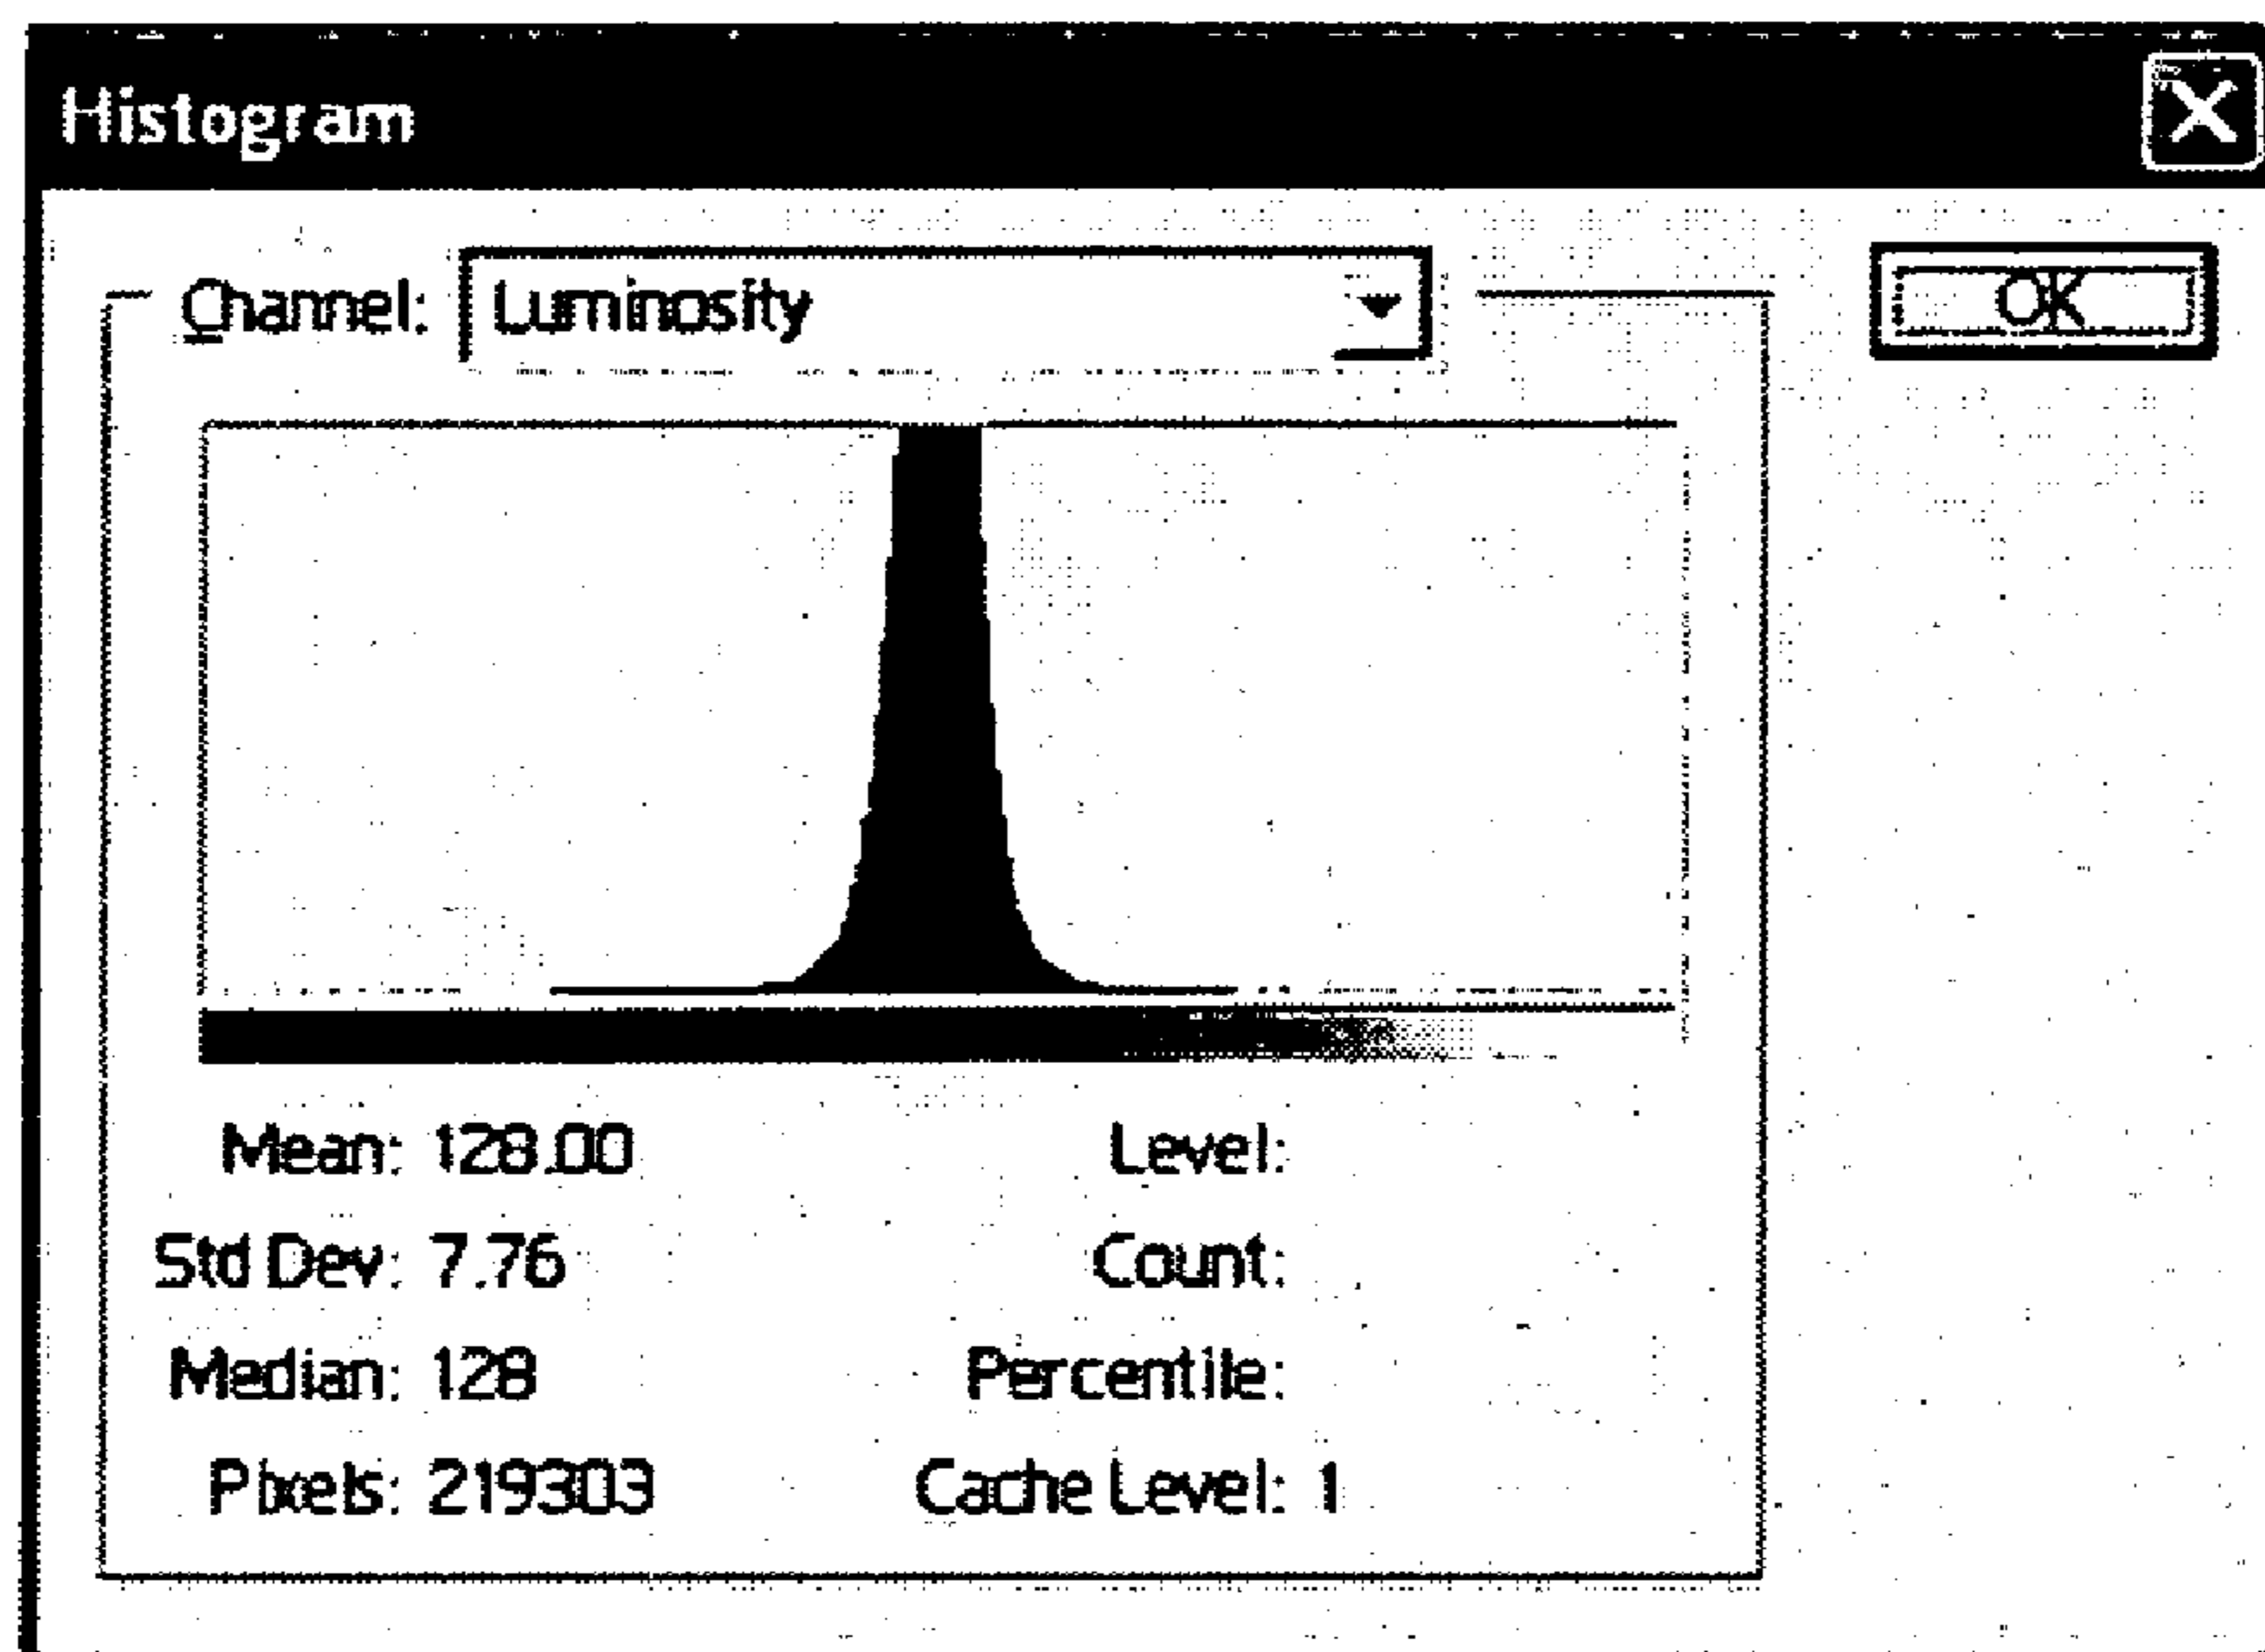 Histogram
Channel: Luminosity
OK
Mean: 128.00 Level:
Std Dev: 7.76 Count:
Median: 128 Percentile:
Pixels: 219303 Cache Level: 1